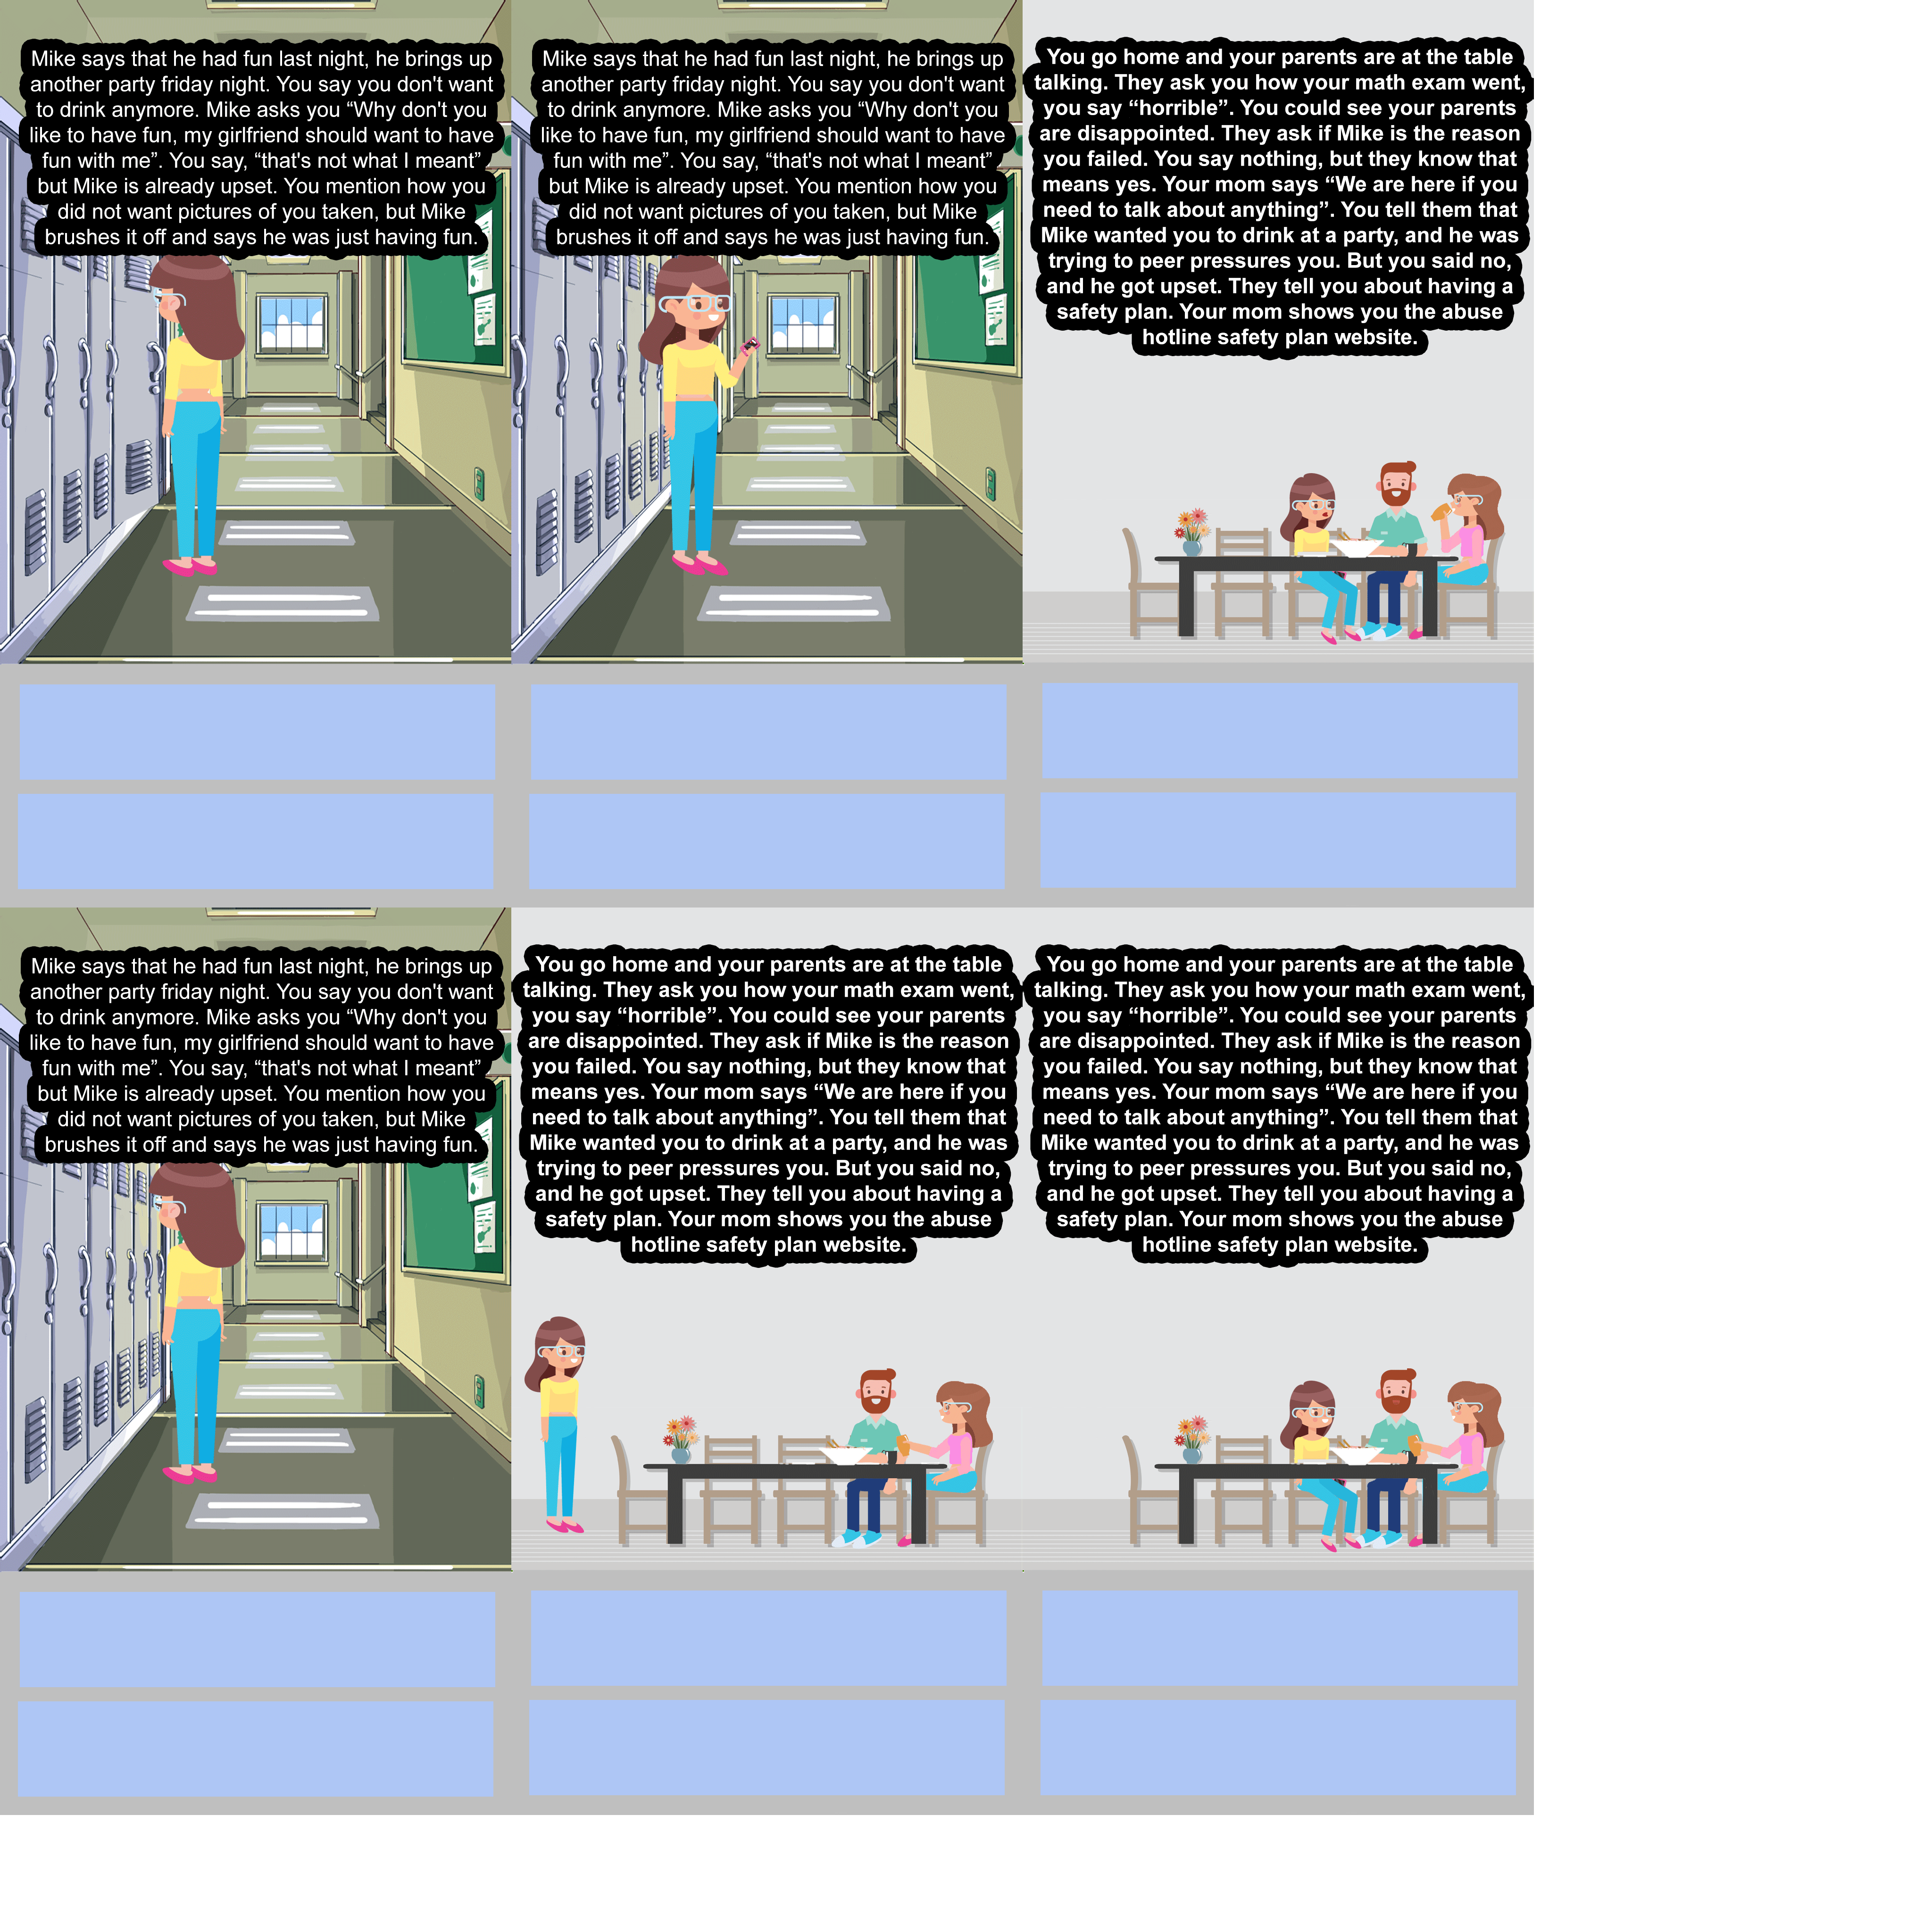 Mike says that he had fun last night, he brings up
another party friday night. You say you don't want
to drink anymore. Mike asks you “Why don't you
like to have fun, my girlfriend should want to have
fun with me”. You say, “that's not what I meant”
but Mike is already upset. You mention how you
did not want pictures of you taken, but Mike
brushes it off and says he was just having fun.
Mike says that he had fun last night, he brings up
another party friday night. You say you don't want
to drink anymore. Mike asks you “Why don't you
like to have fun, my girlfriend should want to have
fun with me”. You say, “that's not what I meant”
but Mike is already upset. You mention how you
did not want pictures of you taken, but Mike
brushes it off and says he was just having fun.
You go home and your parents are at the table
talking. They ask you how your math exam went,
you say “horrible”. You could see your parents
are disappointed. They ask if Mike is the reason
you failed. You say nothing, but they know that
means yes. Your mom says “We are here if you
need to talk about anything”. You tell them that
Mike wanted you to drink at a party, and he was
trying to peer pressures you. But you said no,
and he got upset. They tell you about having a
safety plan. Your mom shows you the abuse
hotline safety plan website.
Mike says that he had fun last night, he brings up
another party friday night. You say you don't want
to drink anymore. Mike asks you “Why don't you
like to have fun, my girlfriend should want to have
fun with me”. You say, “that's not what I meant”
but Mike is already upset. You mention how you
did not want pictures of you taken, but Mike
brushes it off and says he was just having fun.
You go home and your parents are at the table
talking. They ask you how your math exam went,
you say “horrible”. You could see your parents
are disappointed. They ask if Mike is the reason
you failed. You say nothing, but they know that
means yes. Your mom says “We are here if you
need to talk about anything”. You tell them that
Mike wanted you to drink at a party, and he was
trying to peer pressures you. But you said no,
and he got upset. They tell you about having a
safety plan. Your mom shows you the abuse
hotline safety plan website.
You go home and your parents are at the table
talking. They ask you how your math exam went,
you say “horrible”. You could see your parents
are disappointed. They ask if Mike is the reason
you failed. You say nothing, but they know that
means yes. Your mom says “We are here if you
need to talk about anything”. You tell them that
Mike wanted you to drink at a party, and he was
trying to peer pressures you. But you said no,
and he got upset. They tell you about having a
safety plan. Your mom shows you the abuse
hotline safety plan website.